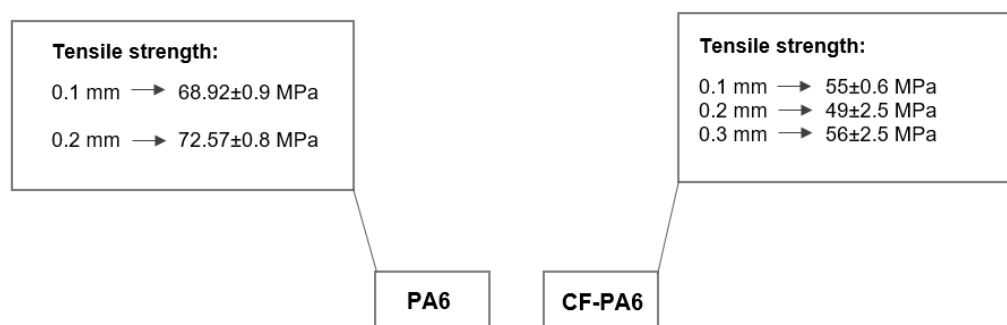 Tensile strength:
0.1 mm → 68.92±0.9 MPa
0.2 mm → 72.57±0.8 MPa
Tensile strength:
0.1 mm → 55±0.6 MPa
0.2 mm → 49±2.5 MPa
0.3 mm → 56±2.5 MPa
PA6
CF-PA6